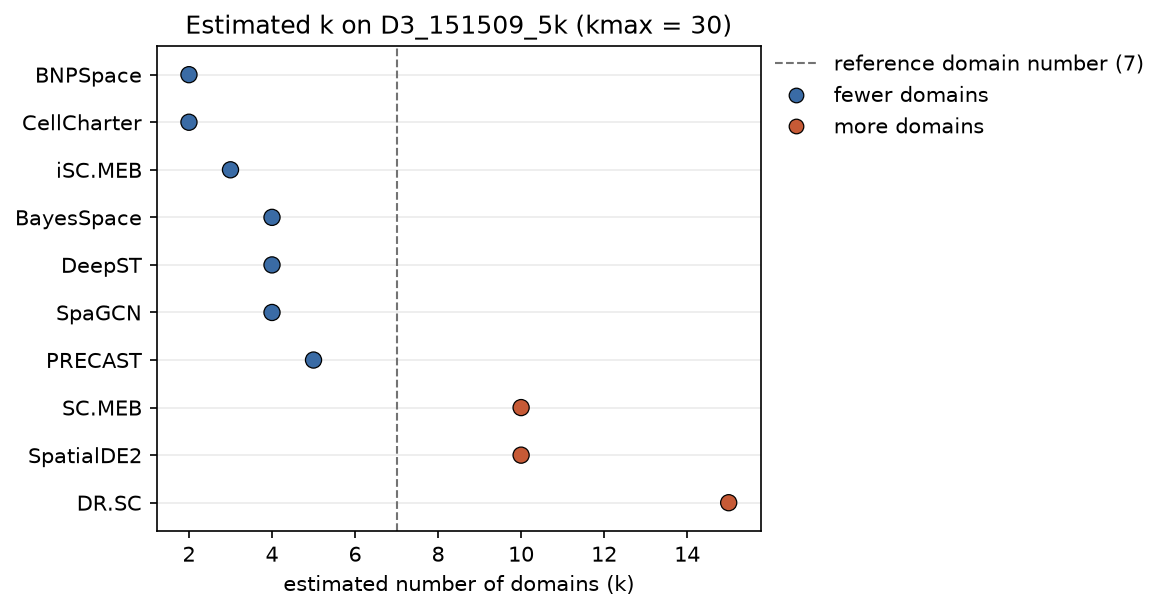 Estimated k on D3_151509_5k (kmax = 30)
BNPSpace
CellCharter
iSC.MEB
BayesSpace
DeepST
SpaGCN
PRECAST
SC.MEB
SpatialDE2
DR.SC
2 4 6 8 10 12 14
estimated number of domains (k)
reference domain number (7)
fewer domains
more domains